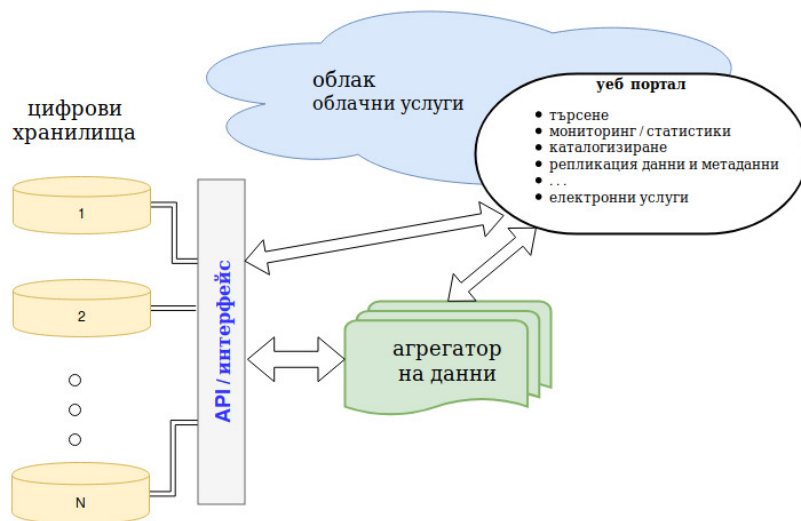 облак
облачни услуги
уеб портал
• търсене
• мониторинг / статистики
• каталогизиране
• репликация данни и метаданни
• . . .
• електронни услуги
цифрови
хранилища
1
2
N
API / интерфейс
агрегатор
на данни